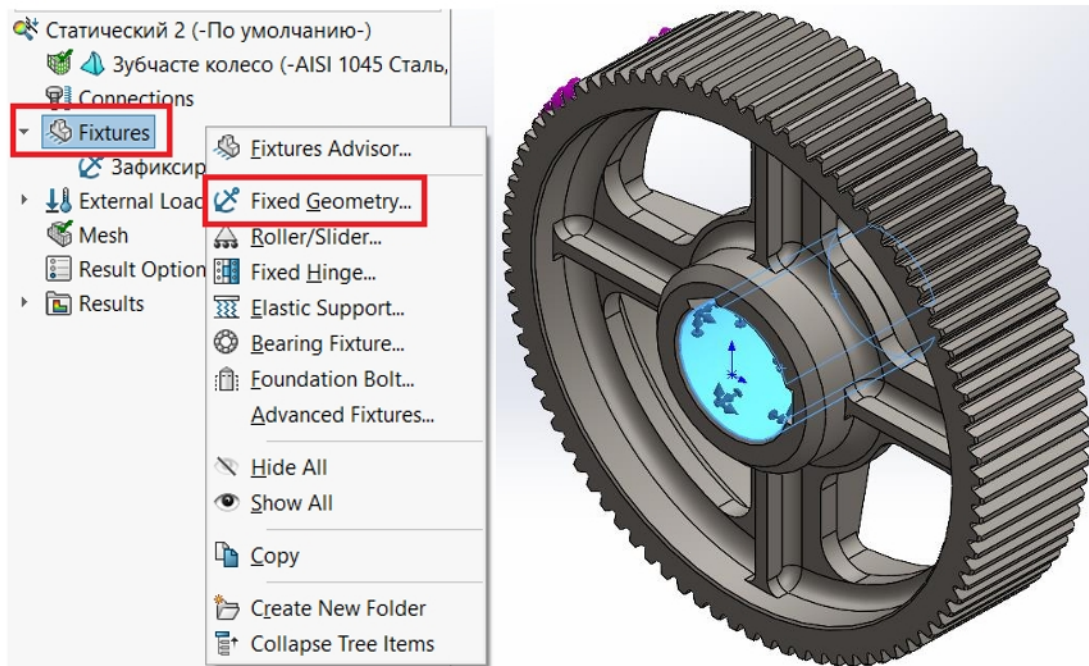 Статический 2 (-По умолчанию-)
Зубчасте колесо (-AISI 1045 Сталь,
Connections
Fixtures
Зафиксир
External Load
Mesh
Result Option
Results
Fixtures Advisor...
Fixed Geometry...
Roller/Slider...
Fixed Hinge...
Elastic Support...
Bearing Fixture...
Foundation Bolt...
Advanced Fixtures...
Hide All
Show All
Copy
Create New Folder
Collapse Tree Items